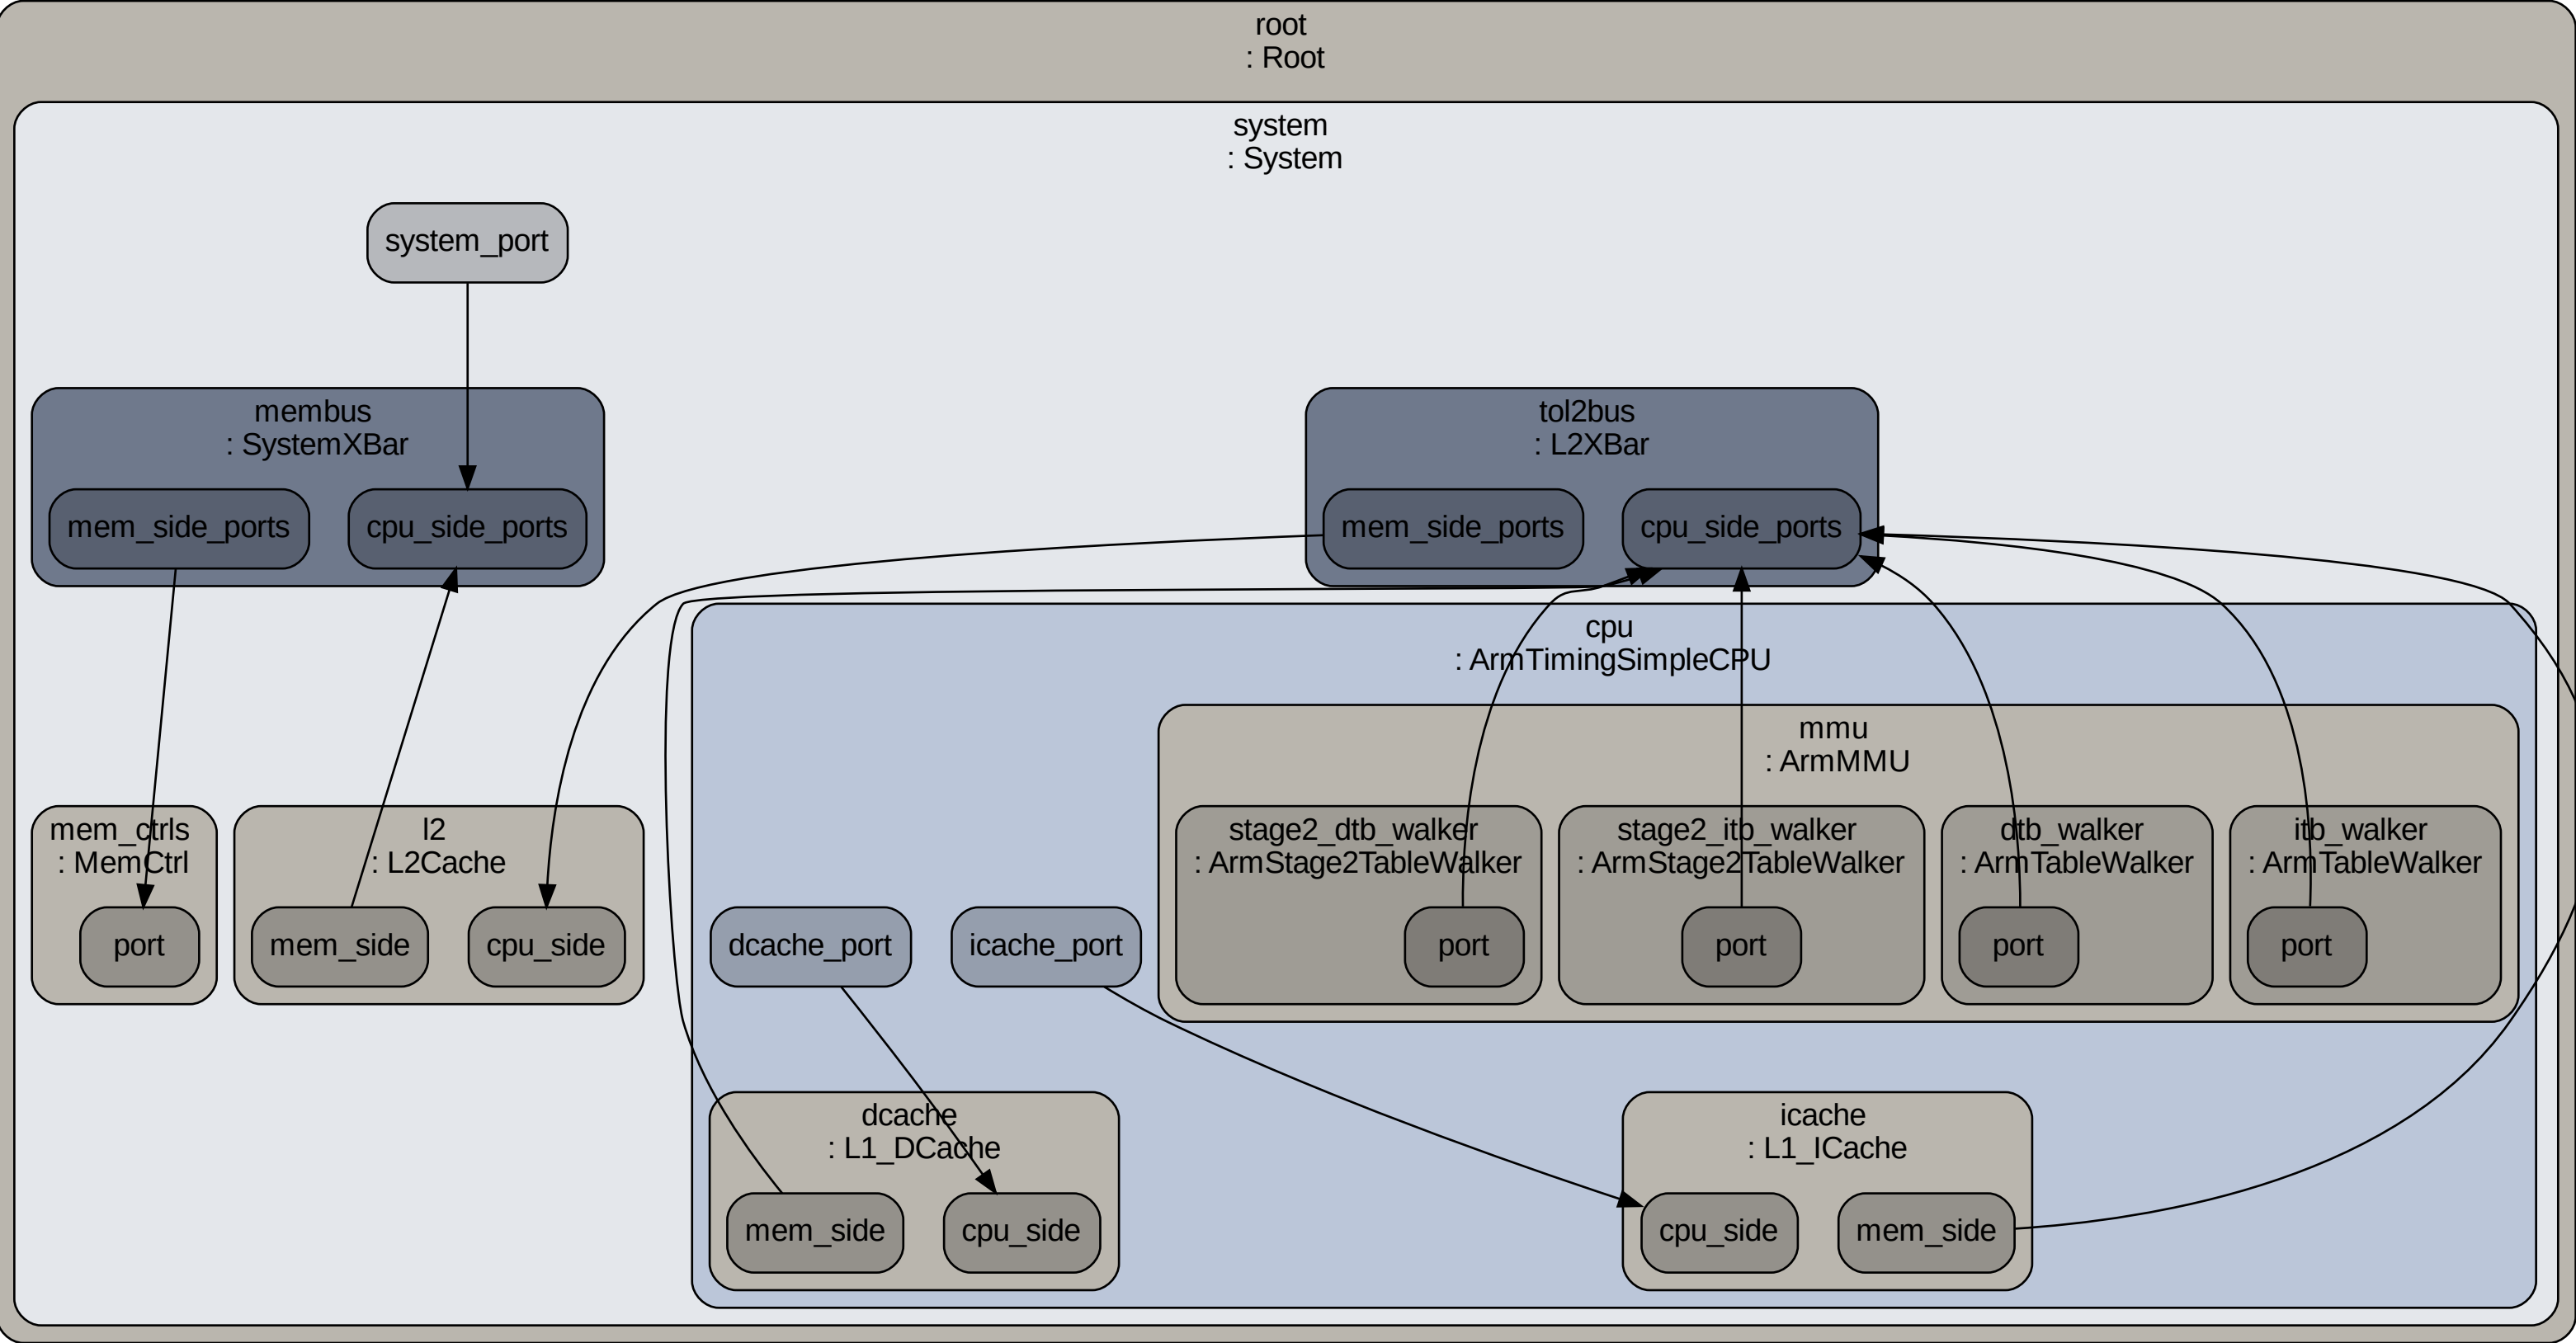 root
: Root
system
: System
system_port
membus
: SystemXBar
mem_side_ports
cpu_side_ports
tol2bus
: L2XBar
mem_side_ports
cpu_side_ports
cpu
: ArmTimingSimpleCPU
mmu
: ArmMMU
mem_ctrls
: MemCtrl
port
l2
: L2Cache
mem_side
cpu_side
dcache_port
icache_port
stage2_dtb_walker
: ArmStage2TableWalker
port
stage2_itb_walker
: ArmStage2TableWalker
port
dtb_walker
: ArmTableWalker
port
itb_walker
: ArmTableWalker
port
dcache
: L1_DCache
mem_side
cpu_side
icache
: L1_ICache
cpu_side
mem_side